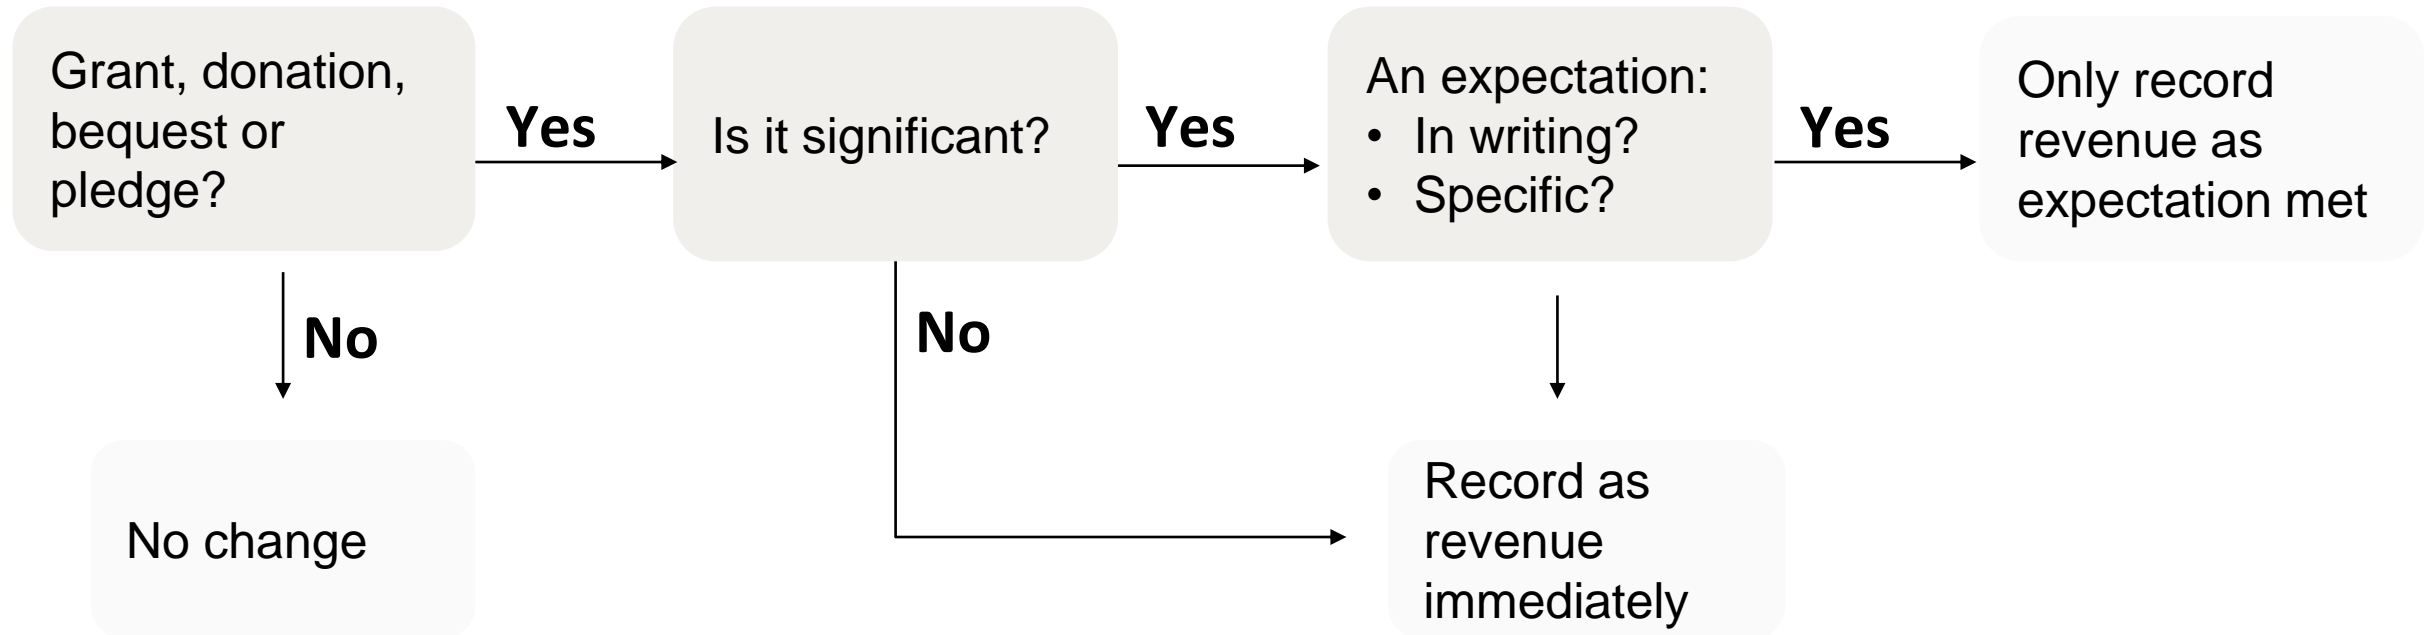 Grant, donation,
bequest or
pledge?
Yes
Is it significant?
Yes
An expectation:
• In writing?
• Specific?
Yes
Only record
revenue as
expectation met
No
No
No change
Record as
revenue
immediately